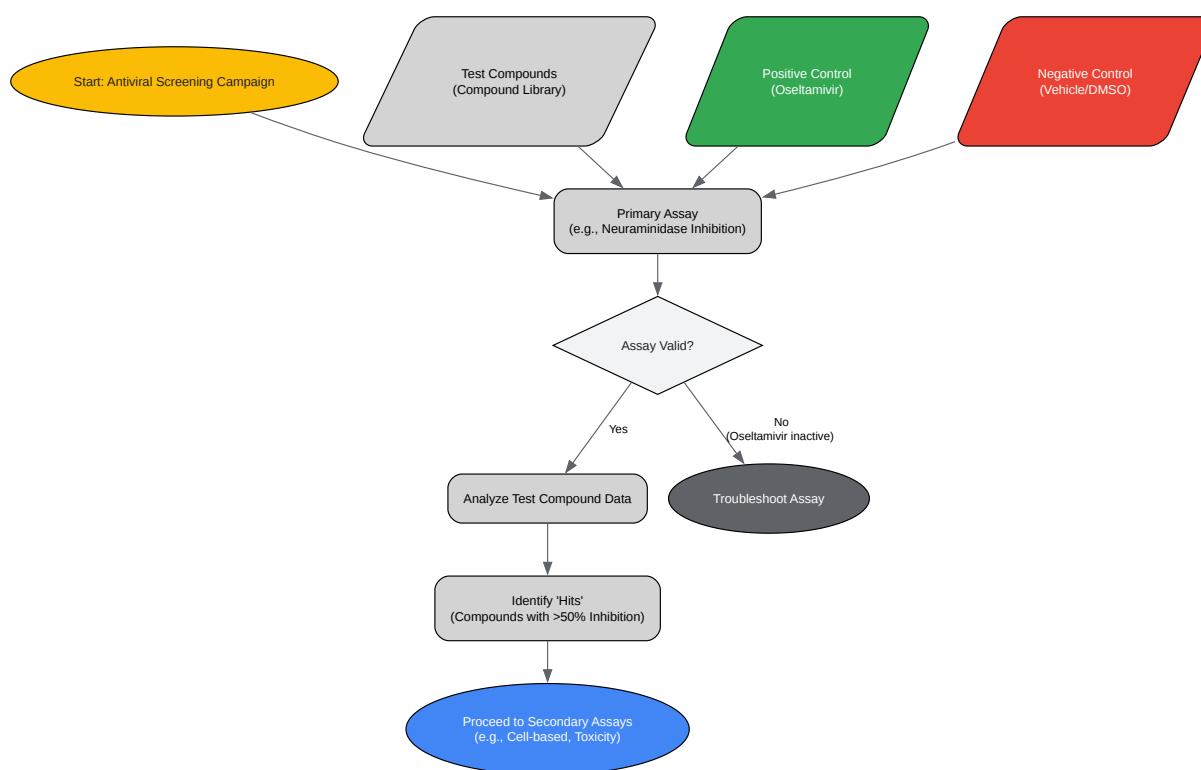 Start: Antiviral Screening Campaign
Test Compounds
(Compound Library)
Positive Control
(Oseltamivir)
Negative Control
(Vehicle/DMSO)
Primary Assay
(e.g., Neuraminidase Inhibition)
Assay Valid?
Yes
No
(Oseltamivir inactive)
Analyze Test Compound Data
Troubleshoot Assay
Identify 'Hits'
(Compounds with >50% Inhibition)
Proceed to Secondary Assays
(e.g., Cell-based, Toxicity)